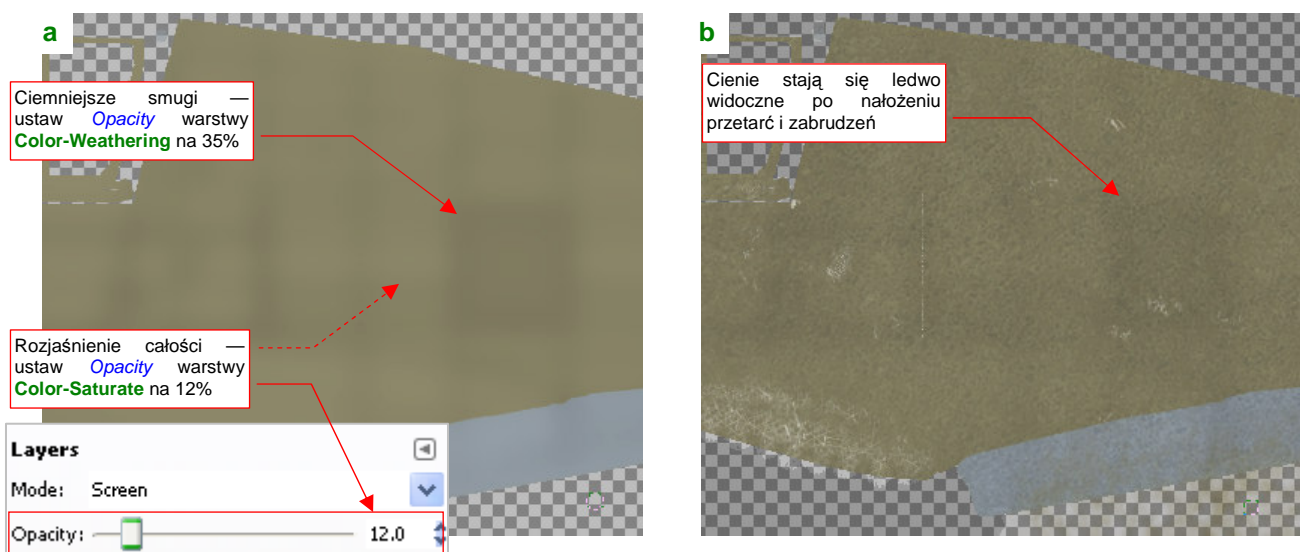 a
Ciemniejsze smugi —
ustaw Opacity warstwy
Color-Weathering na 35%
Rozjaśnienie całości —
ustaw Opacity warstwy
Color-Saturate na 12%
Layers
Mode: Screen
Opacity: 12.0
b
Cienie stają się ledwo
widoczne po nałożeniu
przetarć i zabrudzeń